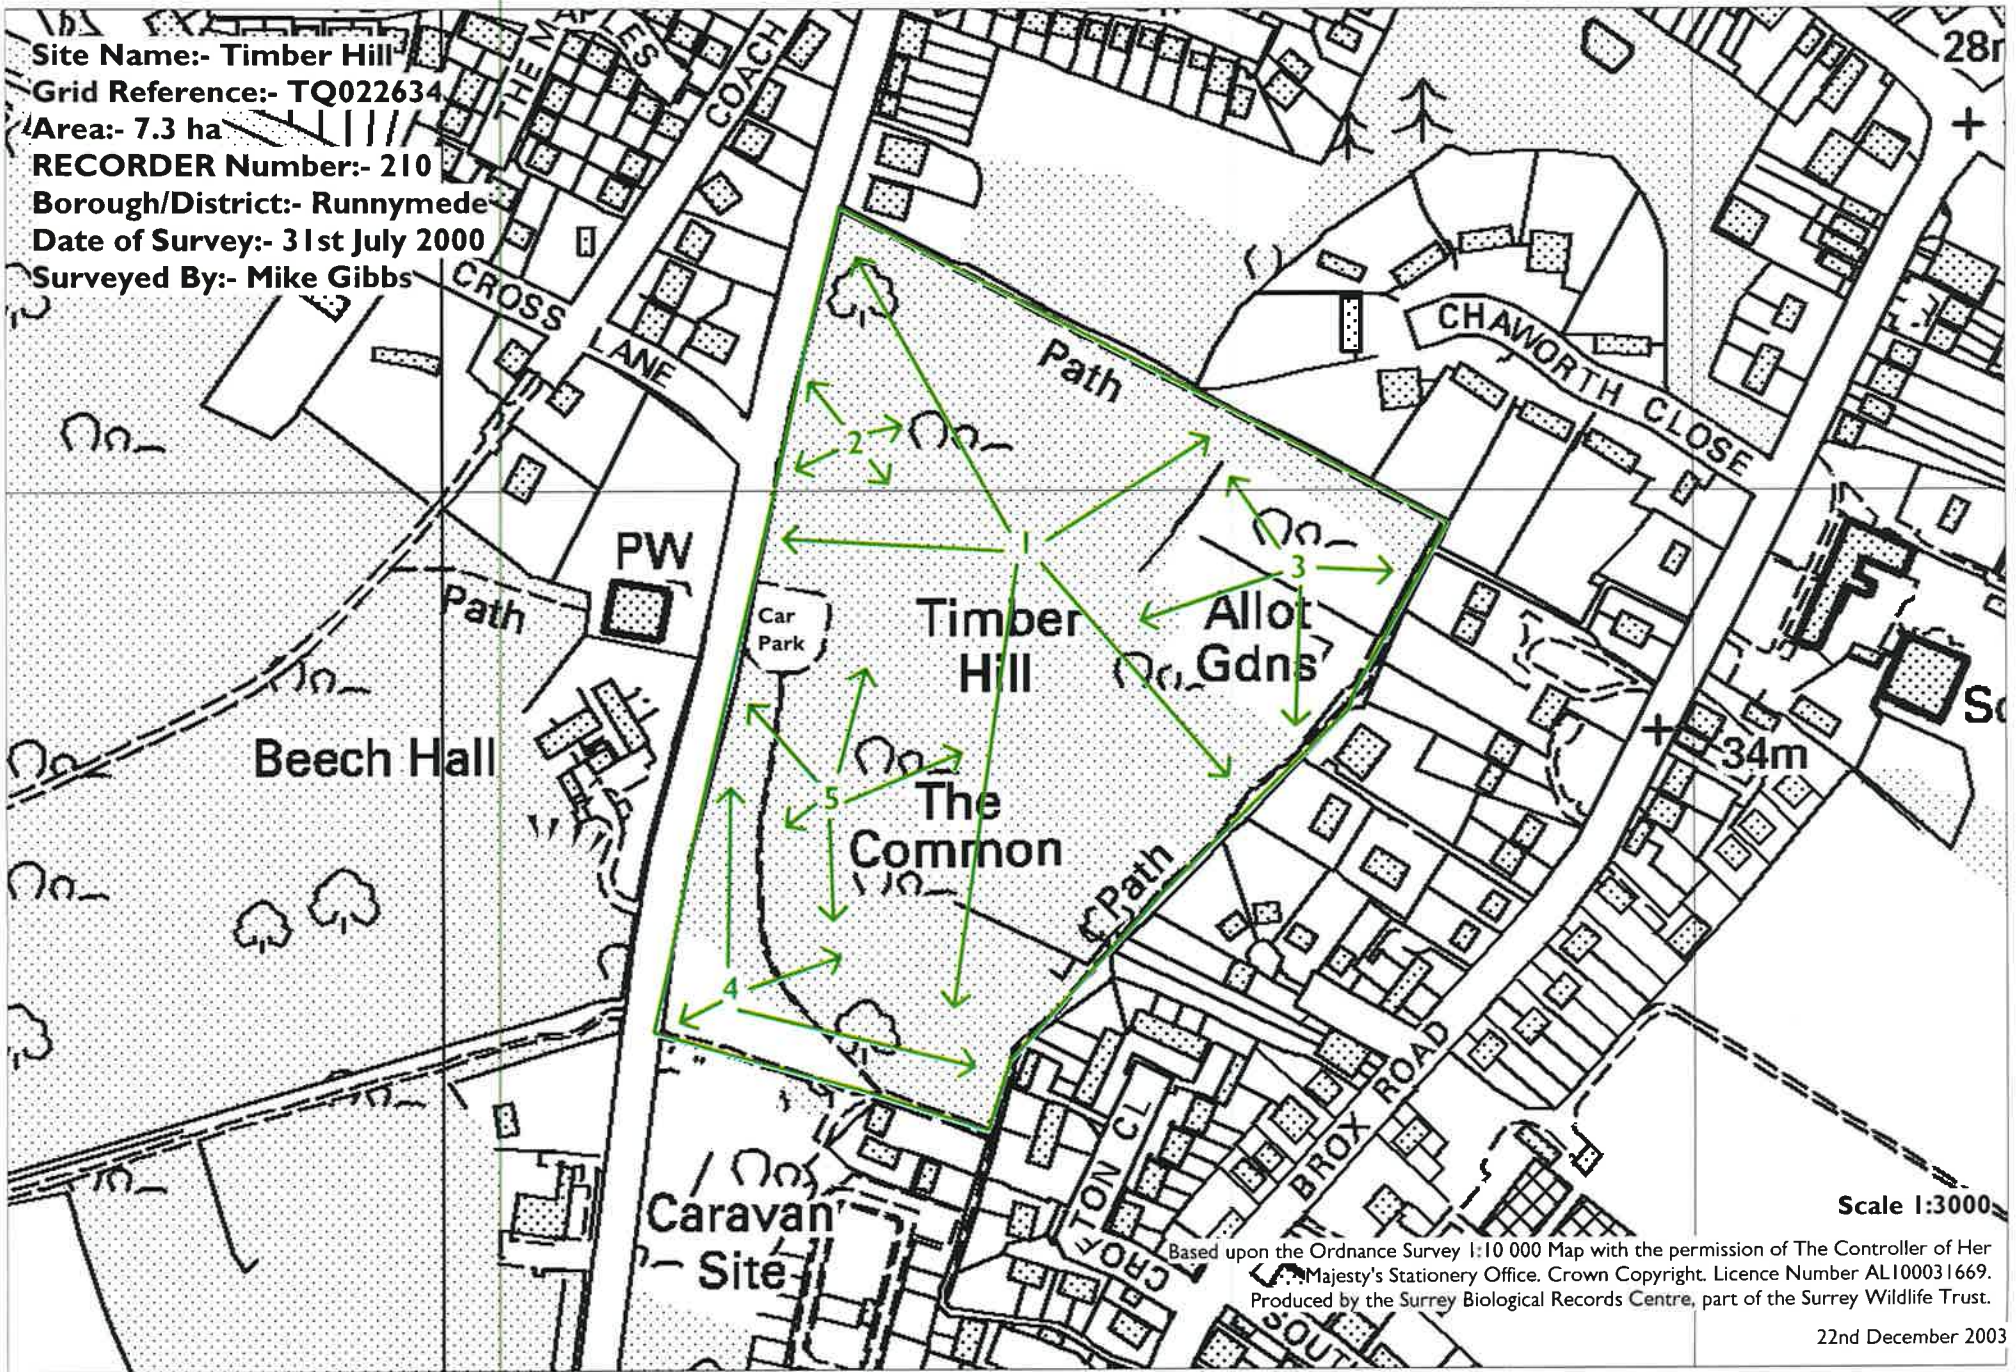 Site Name:- Timber Hill
Grid Reference:- TQ022634
Area:- 7.3 ha
RECORDER Number:- 210
Borough/District:- Runnymede
Date of Survey:- 31st July 2000
Surveyed By:- Mike Gibbs
COACH
CROSS
LANE
28m
CHAWORTH CLOSE
Path
PW
Path
Car
Park
Timber
Hill
Allot
Gdns
Beech Hall
The
Common
Path
34m
1
2
3
4
5
Caravan
Site
CROFTON CL
BROX ROAD
SOUT
Scale 1:3000
Based upon the Ordnance Survey 1:10 000 Map with the permission of The Controller of Her
Majesty's Stationery Office. Crown Copyright. Licence Number AL100031669.
Produced by the Surrey Biological Records Centre, part of the Surrey Wildlife Trust.
22nd December 2003